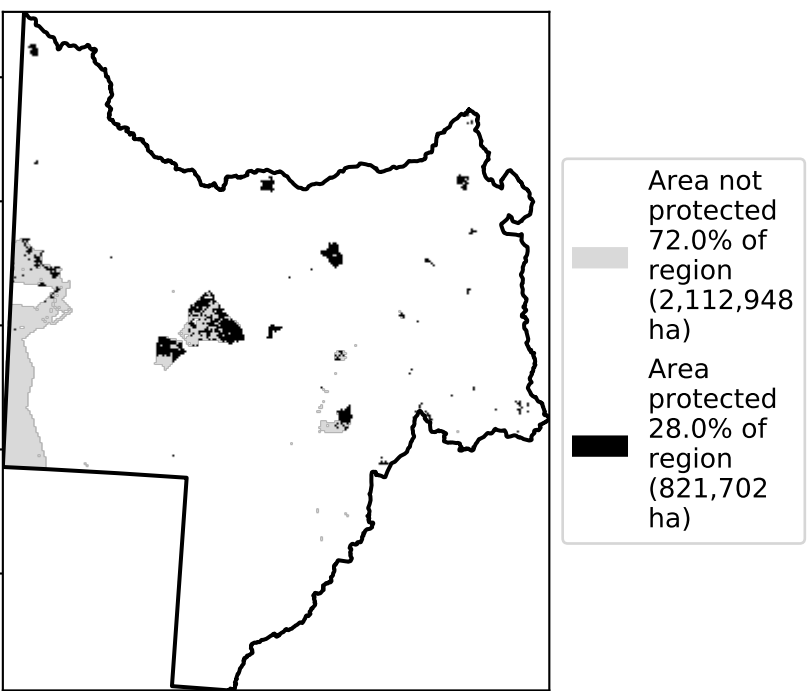 Area not
protected
72.0% of
region
(2,112,948
ha)
Area
protected
28.0% of
region
(821,702
ha)